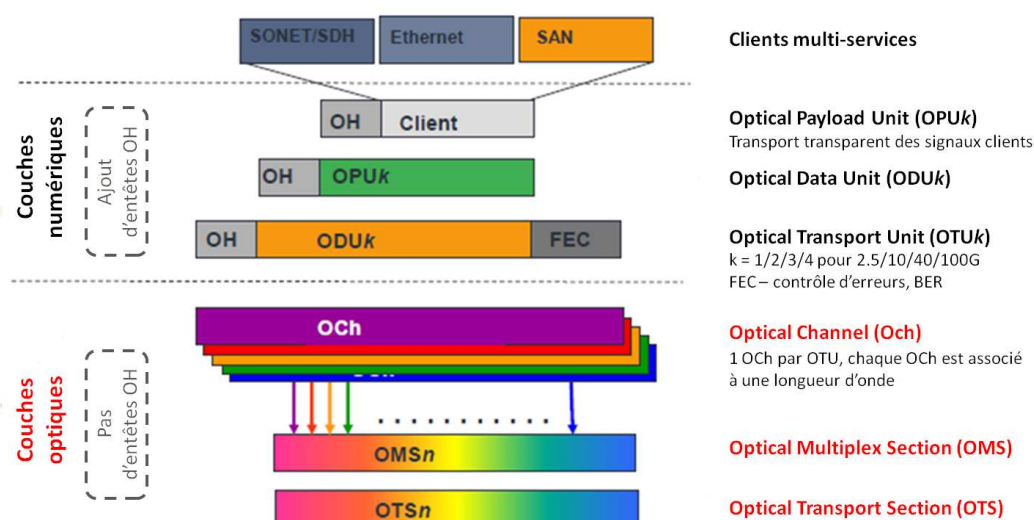 SONET/SDH
Ethernet
SAN
Clients multi-services
Couches
numériques
Ajout
d'entêtes OH
OH
Client
Optical Payload Unit (OPUk)
Transport transparent des signaux clients
OH
OPUk
Optical Data Unit (ODUk)
OH
ODUk
FEC
Optical Transport Unit (OTUk)
k = 1/2/3/4 pour 2.5/10/40/100G
FEC – contrôle d'erreurs, BER
Couches
optiques
Pas
d'entêtes OH
OCh
Optical Channel (Och)
1 OCh par OTU, chaque OCh est associé
à une longueur d'onde
OMSn
Optical Multiplex Section (OMS)
OTSn
Optical Transport Section (OTS)